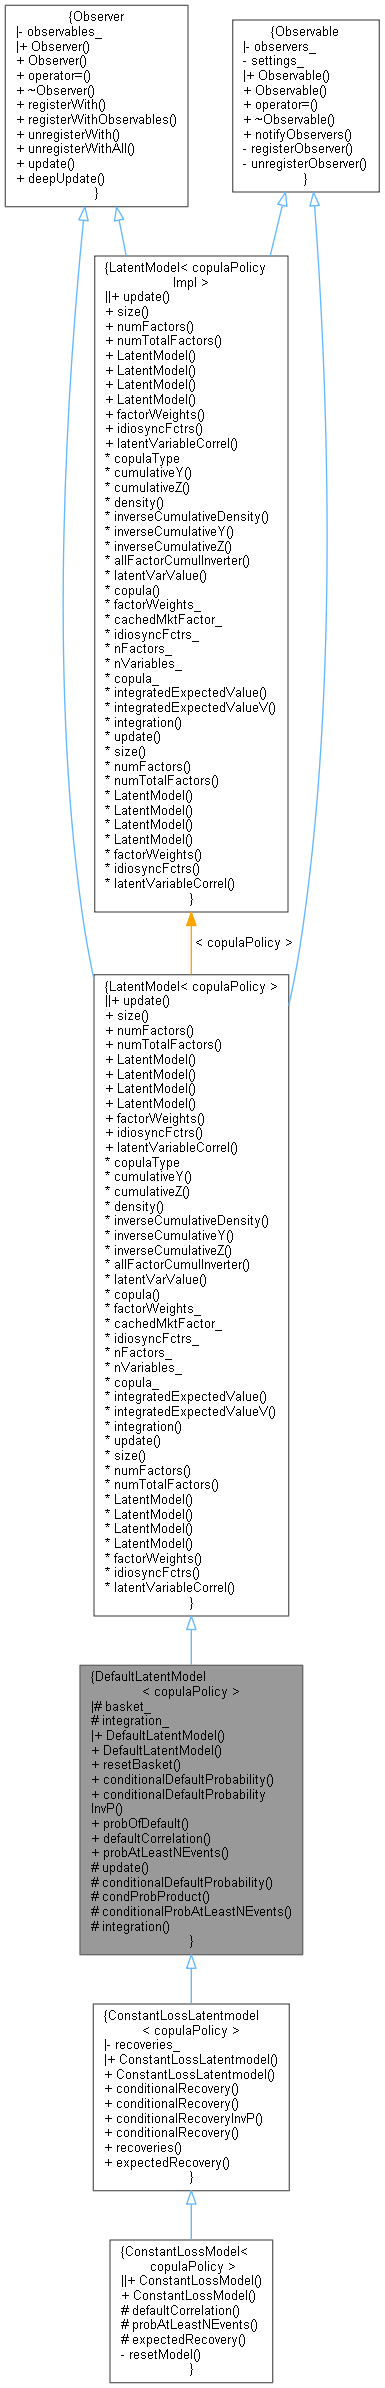 {Observer
|- observables_
|+ Observer()
+ Observer()
+ operator=()
+ ~Observer()
+ registerWith()
+ registerWithObservables()
+ unregisterWith()
+ unregisterWithAll()
+ update()
+ deepUpdate()
}
{Observable
|- observers_
- settings_
|+ Observable()
+ Observable()
+ operator=()
+ ~Observable()
+ notifyObservers()
- registerObserver()
- unregisterObserver()
}
{LatentModel< copulaPolicy
Impl >
||+ update()
+ size()
+ numFactors()
+ numTotalFactors()
+ LatentModel()
+ LatentModel()
+ LatentModel()
+ LatentModel()
+ factorWeights()
+ idiosyncFctrs()
+ latentVariableCorrel()
* copulaType
* cumulativeY()
* cumulativeZ()
* density()
* inverseCumulativeDensity()
* inverseCumulativeY()
* inverseCumulativeZ()
* allFactorCumulInverter()
* latentVarValue()
* copula()
* factorWeights_
* cachedMktFactor_
* idiosyncFctrs_
* nFactors_
* nVariables_
* copula_
* integratedExpectedValue()
* integratedExpectedValueV()
* integration()
* update()
* size()
* numFactors()
* numTotalFactors()
* LatentModel()
* LatentModel()
* LatentModel()
* LatentModel()
* factorWeights()
* idiosyncFctrs()
* latentVariableCorrel()
}
< copulaPolicy >
{LatentModel< copulaPolicy >
||+ update()
+ size()
+ numFactors()
+ numTotalFactors()
+ LatentModel()
+ LatentModel()
+ LatentModel()
+ LatentModel()
+ factorWeights()
+ idiosyncFctrs()
+ latentVariableCorrel()
* copulaType
* cumulativeY()
* cumulativeZ()
* density()
* inverseCumulativeDensity()
* inverseCumulativeY()
* inverseCumulativeZ()
* allFactorCumulInverter()
* latentVarValue()
* copula()
* factorWeights_
* cachedMktFactor_
* idiosyncFctrs_
* nFactors_
* nVariables_
* copula_
* integratedExpectedValue()
* integratedExpectedValueV()
* integration()
* update()
* size()
* numFactors()
* numTotalFactors()
* LatentModel()
* LatentModel()
* LatentModel()
* LatentModel()
* factorWeights()
* idiosyncFctrs()
* latentVariableCorrel()
}
{DefaultLatentModel
< copulaPolicy >
|# basket_
# integration_
|+ DefaultLatentModel()
+ DefaultLatentModel()
+ resetBasket()
+ conditionalDefaultProbability()
+ conditionalDefaultProbability
InvP()
+ probOfDefault()
+ defaultCorrelation()
+ probAtLeastNEvents()
# update()
# conditionalDefaultProbability()
# condProbProduct()
# conditionalProbAtLeastNEvents()
# integration()
}
{ConstantLossLatentmodel
< copulaPolicy >
|- recoveries_
|+ ConstantLossLatentmodel()
+ ConstantLossLatentmodel()
+ conditionalRecovery()
+ conditionalRecovery()
+ conditionalRecoveryInvP()
+ conditionalRecovery()
+ recoveries()
+ expectedRecovery()
}
{ConstantLossModel<
copulaPolicy >
||+ ConstantLossModel()
+ ConstantLossModel()
# defaultCorrelation()
# probAtLeastNEvents()
# expectedRecovery()
- resetModel()
}